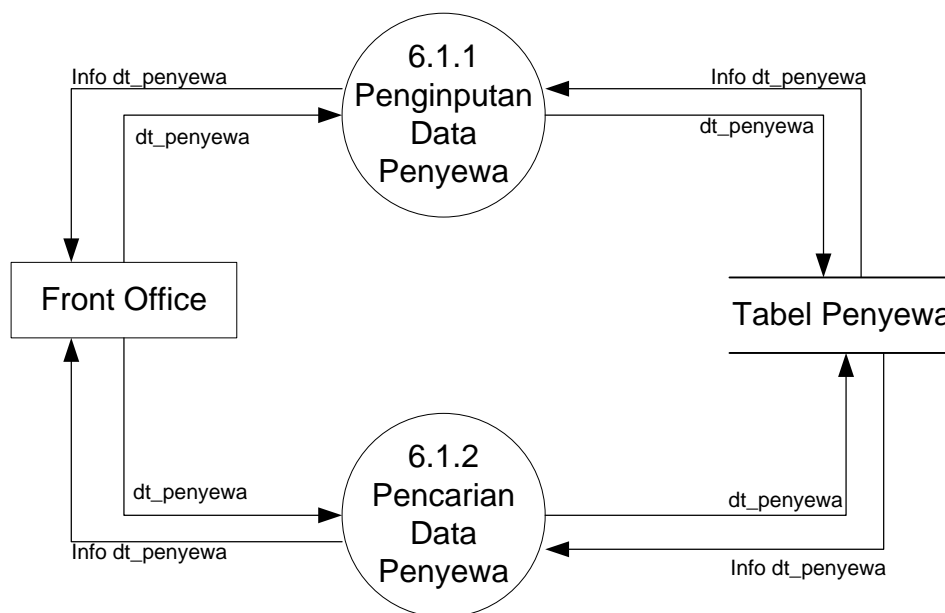 6.1.1
Penginputan
Data
Penyewa
Info dt_penyewa
Info dt_penyewa
dt_penyewa
dt_penyewa
Front Office
Tabel Penyewa
6.1.2
Pencarian
Data
Penyewa
dt_penyewa
dt_penyewa
Info dt_penyewa
Info dt_penyewa